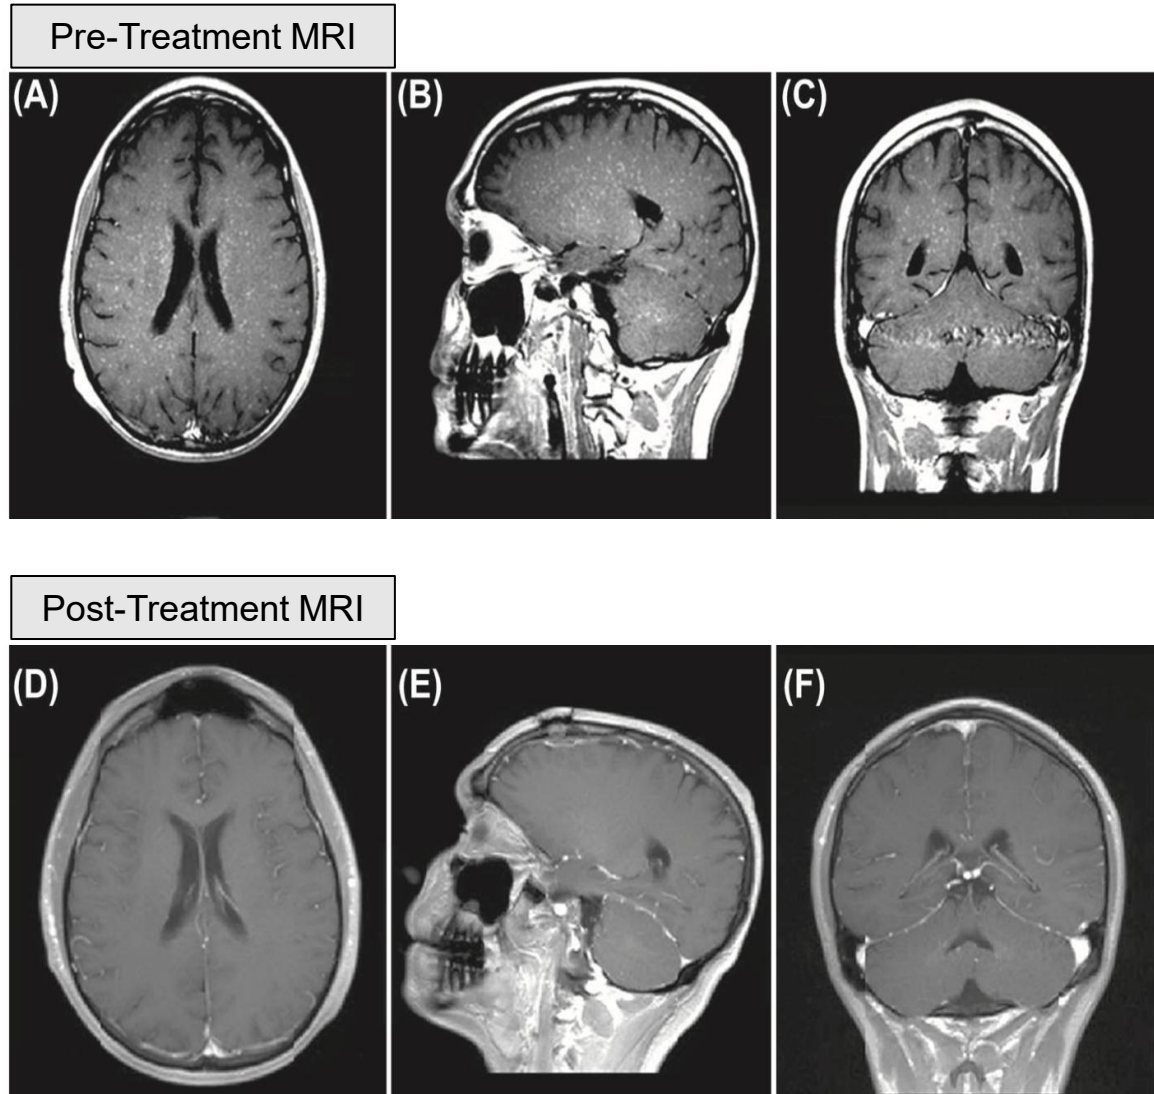 Pre-Treatment MRI
(A)
(B)
(C)
Post-Treatment MRI
(D)
(E)
(F)